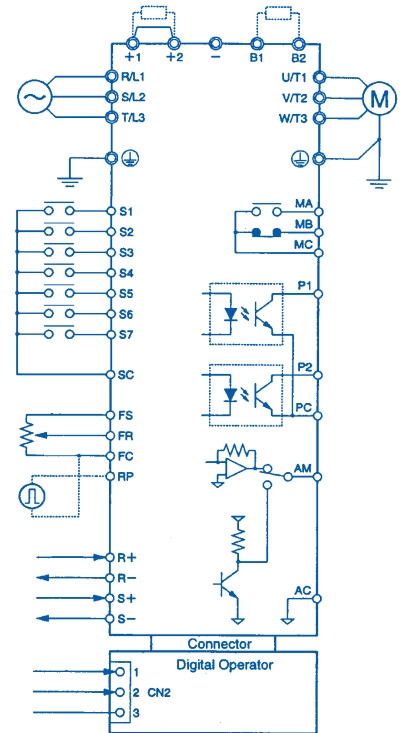 +1 +2 − B1 B2
R/L1 U/T1
S/L2 V/T2 M
T/L3 W/T3
S1 MA
S2 MB
S3 MC
S4
S5 P1
S6
S7
SC P2
FS PC
FR
FC AM
RP
R+
R−
S+ AC
S−
Connector
Digital Operator
1
2 CN2
3